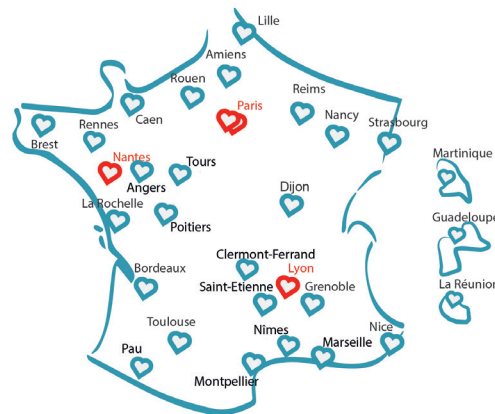 Lille
Amiens
Rouen
Paris
Reims
Caen
Nancy
Strasbourg
Rennes
Brest
Nantes
Angers
Tours
Martinique
La Rochelle
Dijon
Poitiers
Guadeloupe
Clermont-Ferrand
Bordeaux
Lyon
Saint-Etienne
Grenoble
La Réunion
Toulouse
Nîmes
Nice
Pau
Marseille
Montpellier